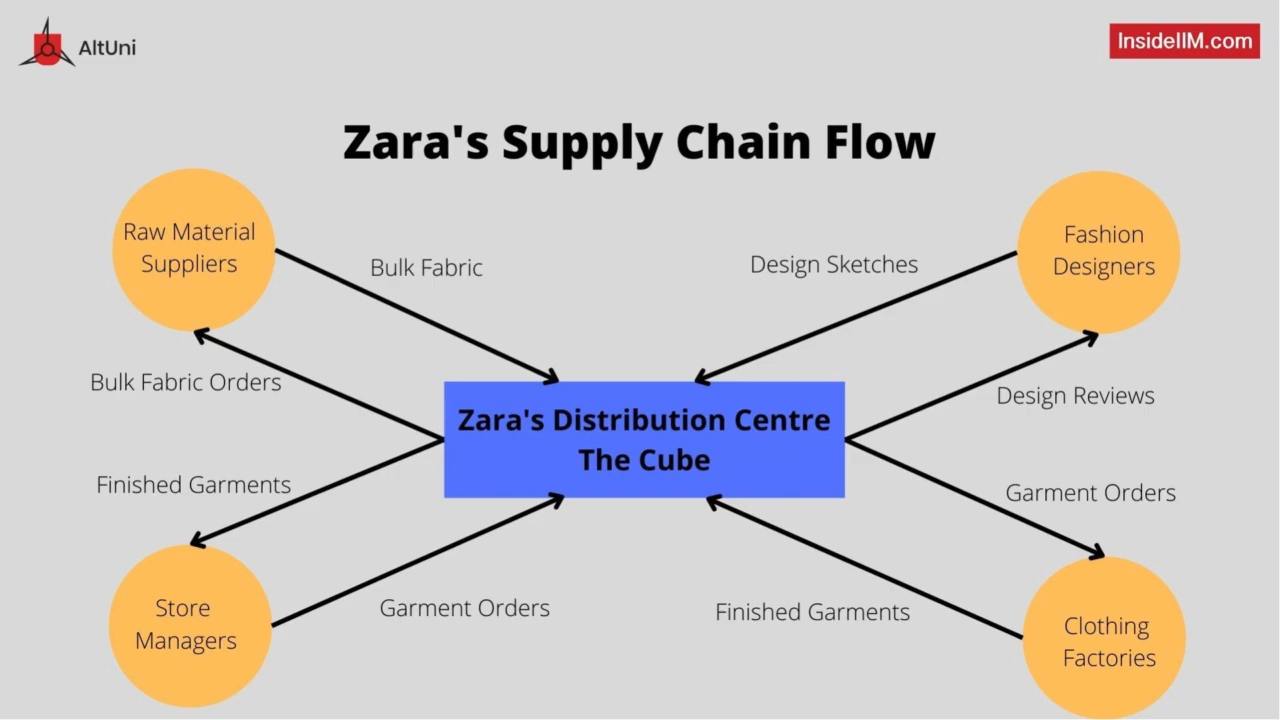 AltUni
InsideIIM.com
Zara's Supply Chain Flow
Raw Material
Suppliers
Fashion
Designers
Bulk Fabric
Design Sketches
Bulk Fabric Orders
Design Reviews
Zara's Distribution Centre
The Cube
Finished Garments
Garment Orders
Store
Managers
Garment Orders
Finished Garments
Clothing
Factories